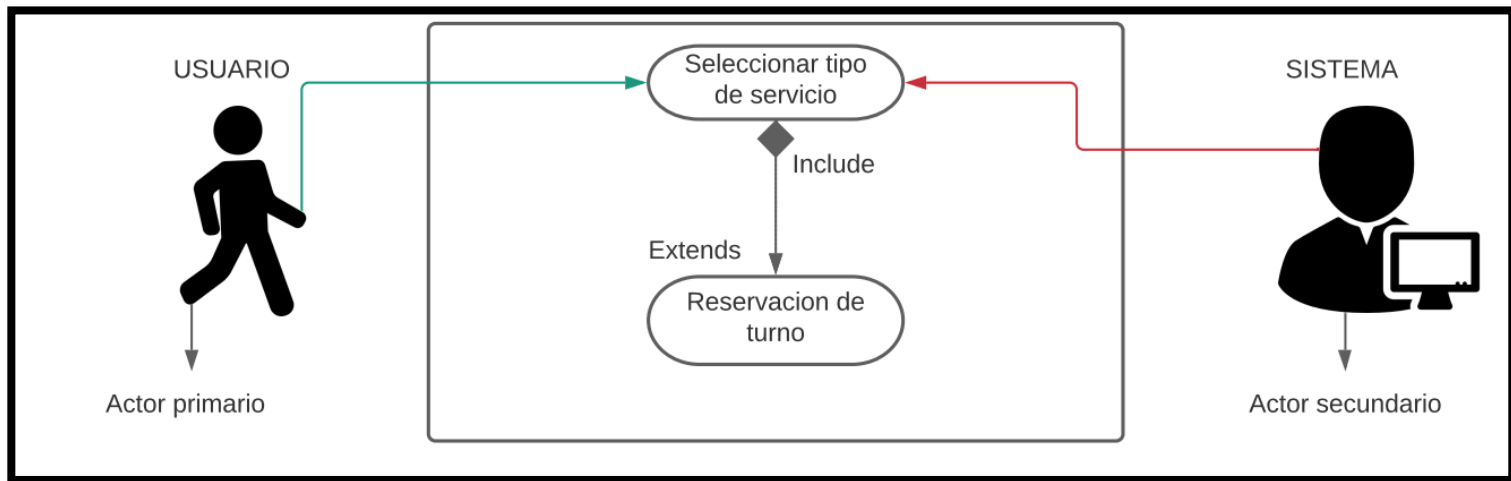 USUARIO
Seleccionar tipo
de servicio
SISTEMA
Include
Extends
Reservacion de
turno
Actor primario
Actor secundario